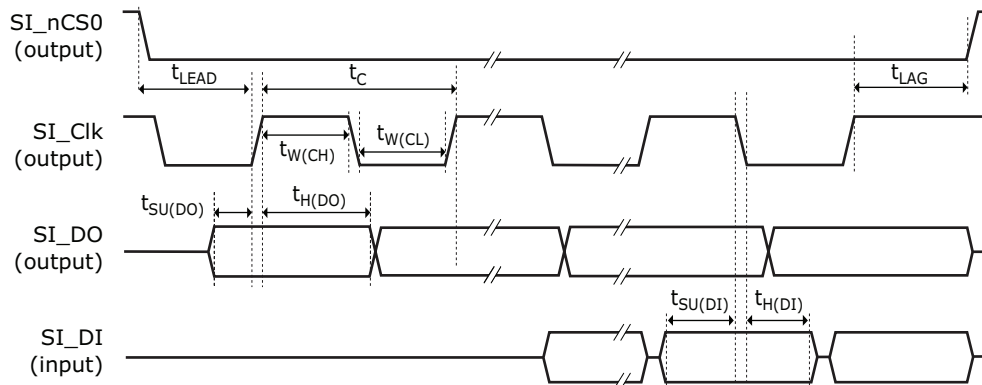 SI_nCS0
(output)
tLEAD
tC
tLAG
SI_Clk
(output)
tW(CH)
tW(CL)
tSU(DO)
tH(DO)
SI_DO
(output)
tSU(DI)
tH(DI)
SI_DI
(input)